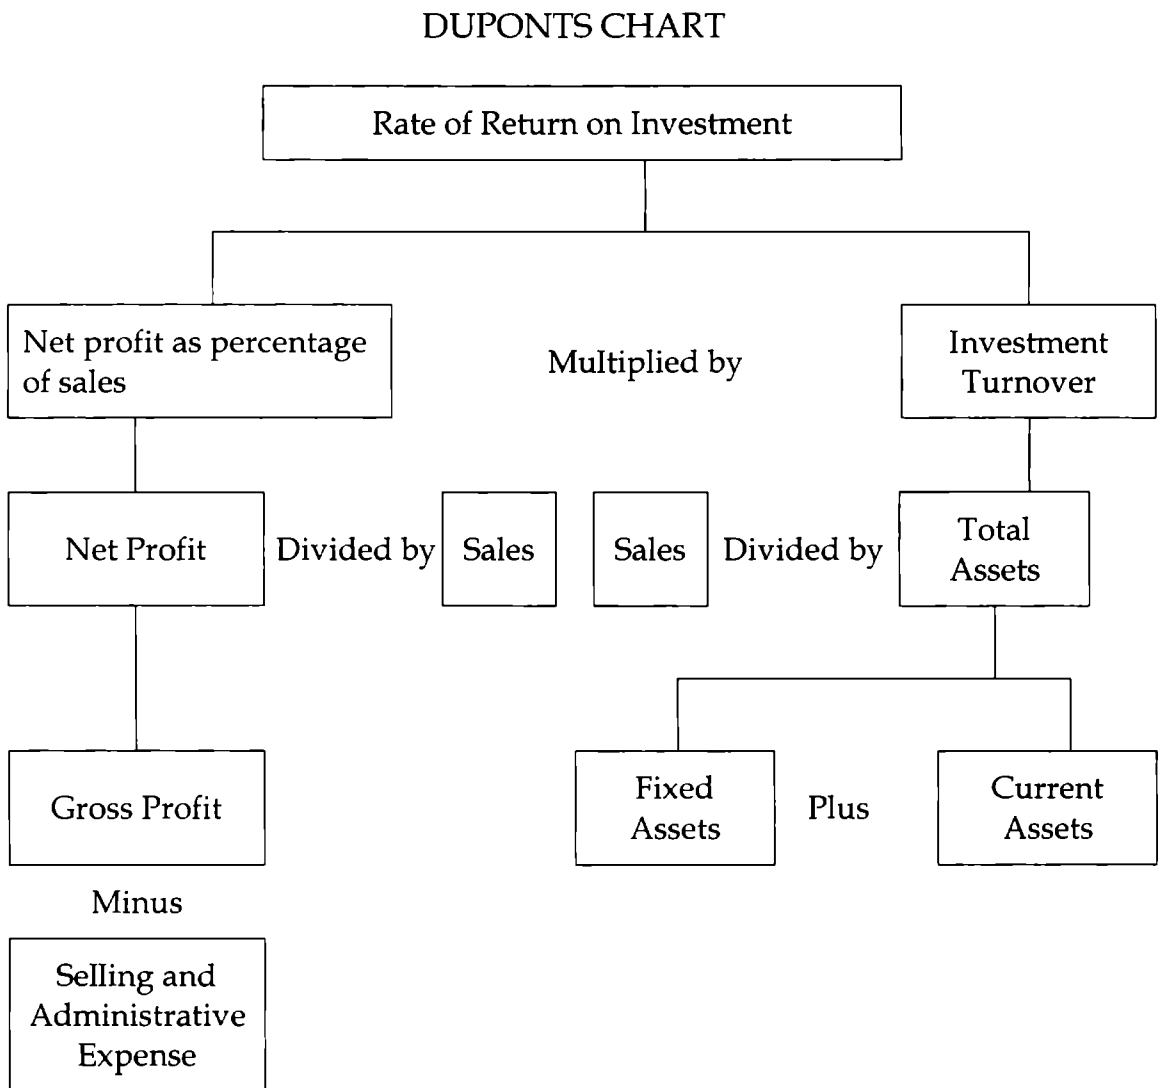 DUPONTS CHART
Rate of Return on Investment
Net profit as percentage
of sales
Multiplied by
Investment
Turnover
Net Profit
Divided by
Sales
Sales
Divided by
Total
Assets
Gross Profit
Fixed
Assets
Plus
Current
Assets
Minus
Selling and
Administrative
Expense